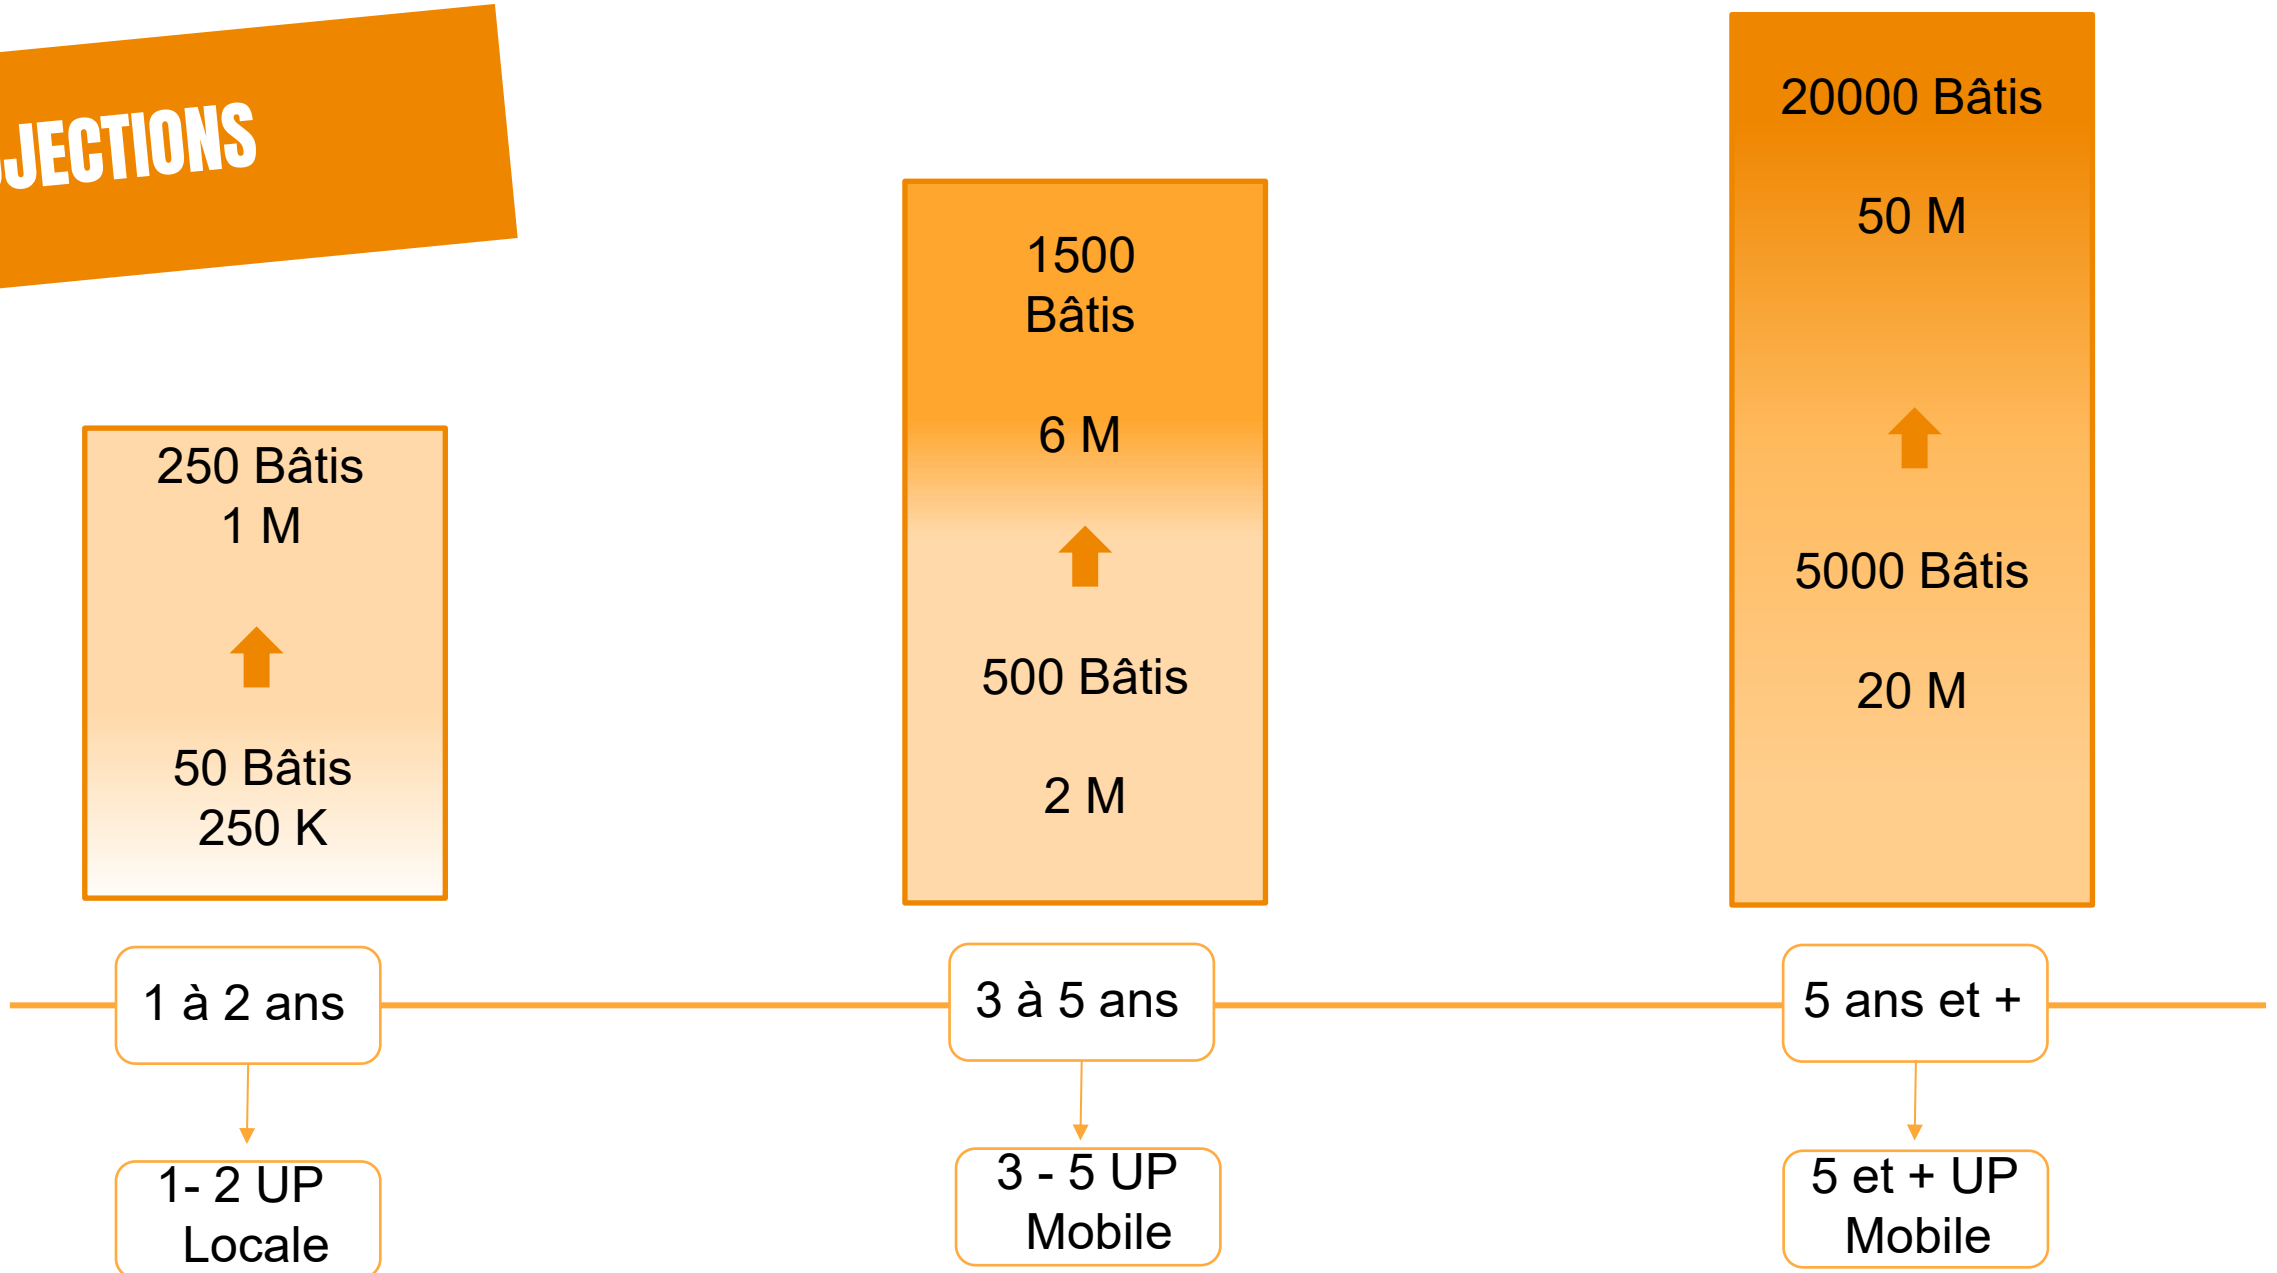 JECTIONS
250 Bâtis
1 M
50 Bâtis
250 K
1500
Bâtis
6 M
500 Bâtis
2 M
20000 Bâtis
50 M
5000 Bâtis
20 M
1 à 2 ans
3 à 5 ans
5 ans et +
1- 2 UP
Locale
3 - 5 UP
Mobile
5 et + UP
Mobile